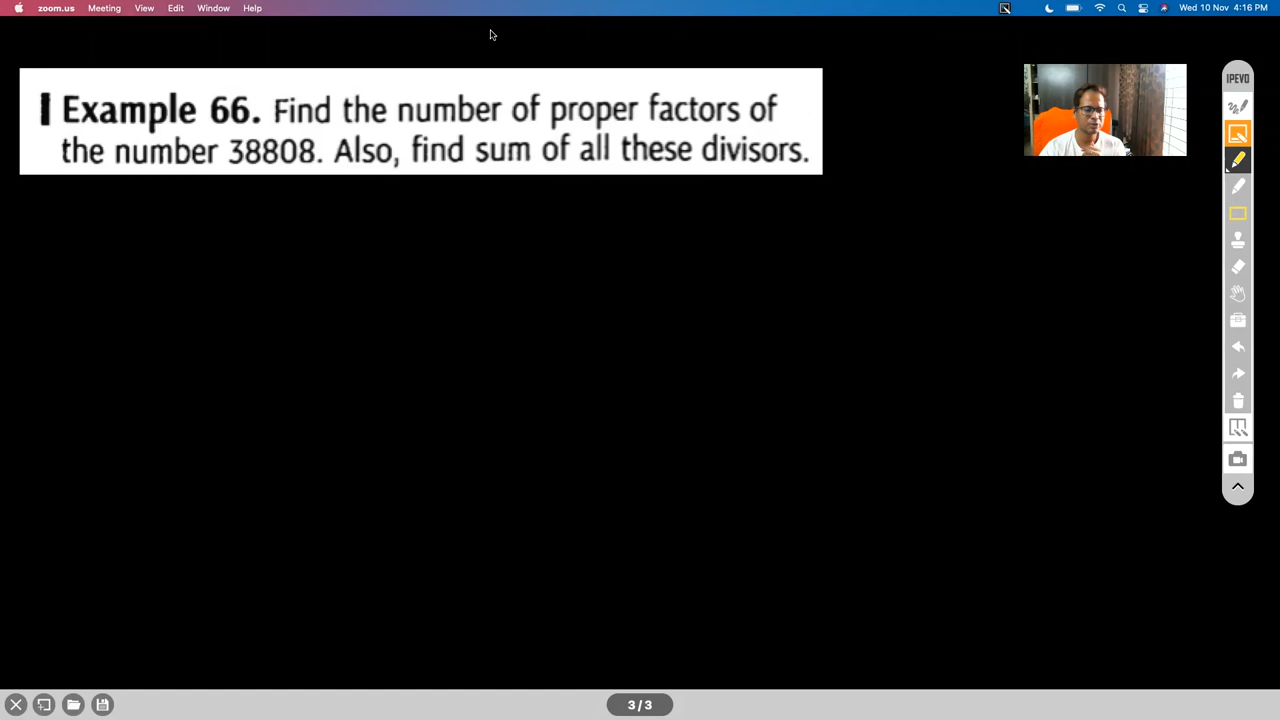 zoom.us Meeting View Edit Window Help Wed 10 Nov 4:16 PM
IPEVO
Example 66. Find the number of proper factors of
the number 38808. Also, find sum of all these divisors.
3/3